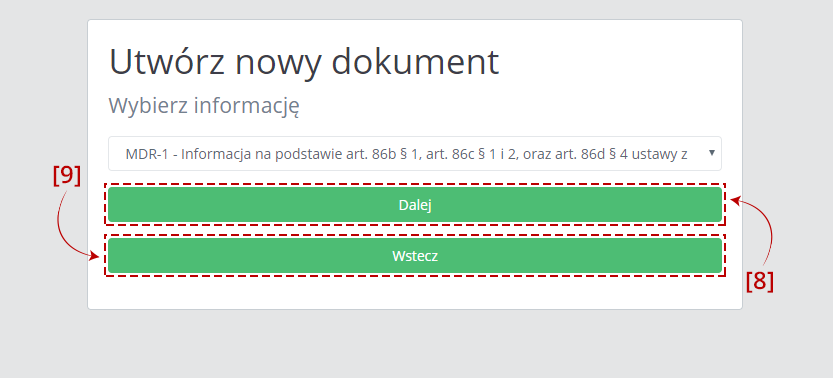 Utwórz nowy dokument
Wybierz informację
MDR-1 - Informacja na podstawie art. 86b § 1, art. 86c § 1 i 2, oraz art. 86d § 4 ustawy z
[9]
Dalej
Wstecz
[8]